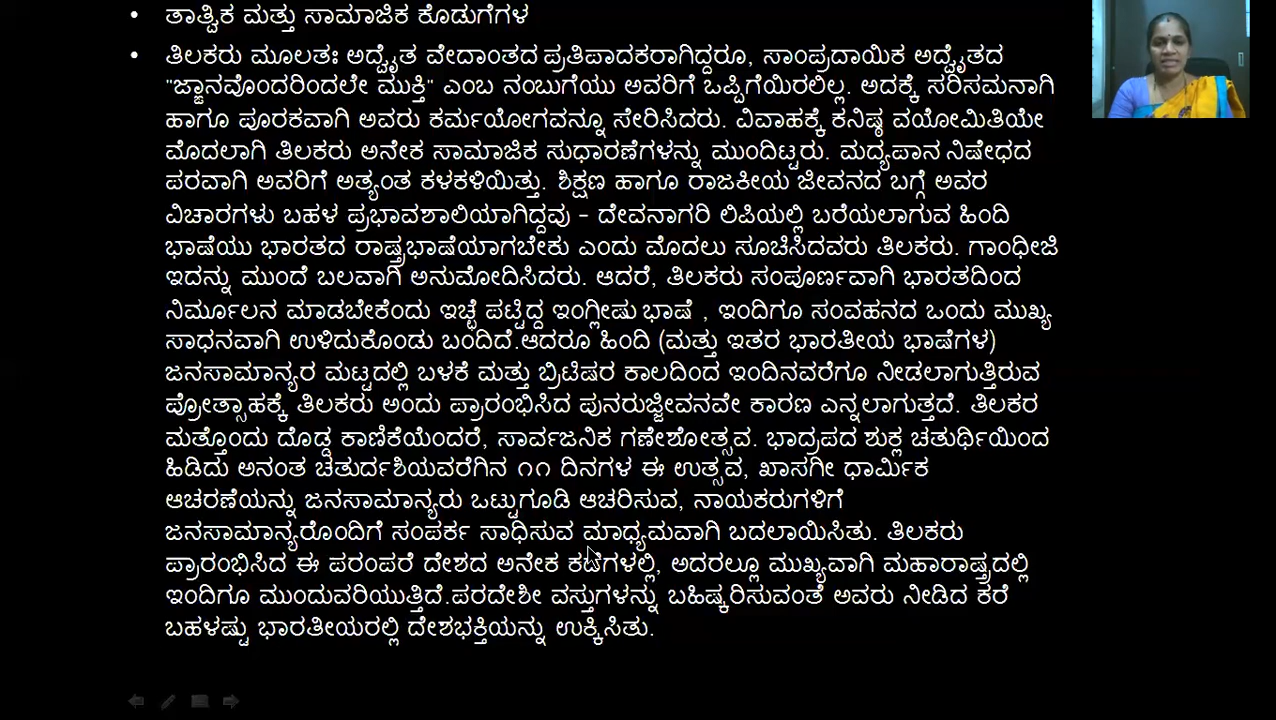 • ತಾತ್ವಿಕ ಮತ್ತು ಸಾಮಾಜಿಕ ಕೊಡುಗೆಗಳ
• ತಿಲಕರು ಮೂಲತಃ ಅದ್ವೈತ ವೇದಾಂತದ ಪ್ರತಿಪಾದಕರಾಗಿದ್ದರೂ, ಸಾಂಪ್ರದಾಯಿಕ ಅದ್ವೈತದ
"ಜ್ಞಾನವೊಂದರಿಂದಲೇ ಮುಕ್ತಿ" ಎಂಬ ನಂಬುಗೆಯು ಅವರಿಗೆ ಒಪ್ಪಿಗೆಯಿರಲಿಲ್ಲ. ಅದಕ್ಕೆ ಸರಿಸಮನಾಗಿ
ಹಾಗೂ ಪೂರಕವಾಗಿ ಅವರು ಕರ್ಮಯೋಗವನ್ನೂ ಸೇರಿಸಿದರು. ವಿವಾಹಕ್ಕೆ ಕನಿಷ್ಠ ವಯೋಮಿತಿಯೇ
ಮೊದಲಾಗಿ ತಿಲಕರು ಅನೇಕ ಸಾಮಾಜಿಕ ಸುಧಾರಣೆಗಳನ್ನು ಮುಂದಿಟ್ಟರು. ಮದ್ಯಪಾನ ನಿಷೇಧದ
ಪರವಾಗಿ ಅವರಿಗೆ ಅತ್ಯಂತ ಕಳಕಳಿಯಿತ್ತು. ಶಿಕ್ಷಣ ಹಾಗೂ ರಾಜಕೀಯ ಜೀವನದ ಬಗ್ಗೆ ಅವರ
ವಿಚಾರಗಳು ಬಹಳ ಪ್ರಭಾವಶಾಲಿಯಾಗಿದ್ದವು – ದೇವನಾಗರಿ ಲಿಪಿಯಲ್ಲಿ ಬರೆಯಲಾಗುವ ಹಿಂದಿ
ಭಾಷೆಯು ಭಾರತದ ರಾಷ್ತ್ರಭಾಷೆಯಾಗಬೇಕು ಎಂದು ಮೊದಲು ಸೂಚಿಸಿದವರು ತಿಲಕರು. ಗಾಂಧೀಜಿ
ಇದನ್ನು ಮುಂದೆ ಬಲವಾಗಿ ಅನುಮೋದಿಸಿದರು. ಆದರೆ, ತಿಲಕರು ಸಂಪೂರ್ಣವಾಗಿ ಭಾರತದಿಂದ
ನಿರ್ಮೂಲನ ಮಾಡಬೇಕೆಂದು ಇಚ್ಛೆ ಪಟ್ಟಿದ್ದ ಇಂಗ್ಲೀಷು ಭಾಷೆ , ಇಂದಿಗೂ ಸಂವಹನದ ಒಂದು ಮುಖ್ಯ
ಸಾಧನವಾಗಿ ಉಳಿದುಕೊಂಡು ಬಂದಿದೆ.ಆದರೂ ಹಿಂದಿ (ಮತ್ತು ಇತರ ಭಾರತೀಯ ಭಾಷೆಗಳ)
ಜನಸಾಮಾನ್ಯರ ಮಟ್ಟದಲ್ಲಿ ಬಳಕೆ ಮತ್ತು ಬ್ರಿಟಿಷರ ಕಾಲದಿಂದ ಇಂದಿನವರೆಗೂ ನೀಡಲಾಗುತ್ತಿರುವ
ಪ್ರೋತ್ಸಾಹಕ್ಕೆ ತಿಲಕರು ಅಂದು ಪ್ರಾರಂಭಿಸಿದ ಪುನರುಜ್ಜೀವನವೇ ಕಾರಣ ಎನ್ನಲಾಗುತ್ತದೆ. ತಿಲಕರ
ಮತ್ತೊಂದು ದೊಡ್ಡ ಕಾಣಿಕೆಯೆಂದರೆ, ಸಾರ್ವಜನಿಕ ಗಣೇಶೋತ್ಸವ. ಭಾದ್ರಪದ ಶುಕ್ಲ ಚತುರ್ಥಿಯಿಂದ
ಹಿಡಿದು ಅನಂತ ಚತುರ್ದಶಿಯವರೆಗಿನ ೧೧ ದಿನಗಳ ಈ ಉತ್ಸವ, ಖಾಸಗೀ ಧಾರ್ಮಿಕ
ಆಚರಣೆಯನ್ನು ಜನಸಾಮಾನ್ಯರು ಒಟ್ಟುಗೂಡಿ ಆಚರಿಸುವ, ನಾಯಕರುಗಳಿಗೆ
ಜನಸಾಮಾನ್ಯರೊಂದಿಗೆ ಸಂಪರ್ಕ ಸಾಧಿಸುವ ಮಾಧ್ಯಮವಾಗಿ ಬದಲಾಯಿಸಿತು. ತಿಲಕರು
ಪ್ರಾರಂಭಿಸಿದ ಈ ಪರಂಪರೆ ದೇಶದ ಅನೇಕ ಕಡೆಗಳಲ್ಲಿ, ಅದರಲ್ಲೂ ಮುಖ್ಯವಾಗಿ ಮಹಾರಾಷ್ತ್ರದಲ್ಲಿ
ಇಂದಿಗೂ ಮುಂದುವರಿಯುತ್ತಿದೆ.ಪರದೇಶೀ ವಸ್ತುಗಳನ್ನು ಬಹಿಷ್ಕರಿಸುವಂತೆ ಅವರು ನೀಡಿದ ಕರೆ
ಬಹಳಷ್ಟು ಭಾರತೀಯರಲ್ಲಿ ದೇಶಭಕ್ತಿಯನ್ನು ಉಕ್ಕಿಸಿತು.